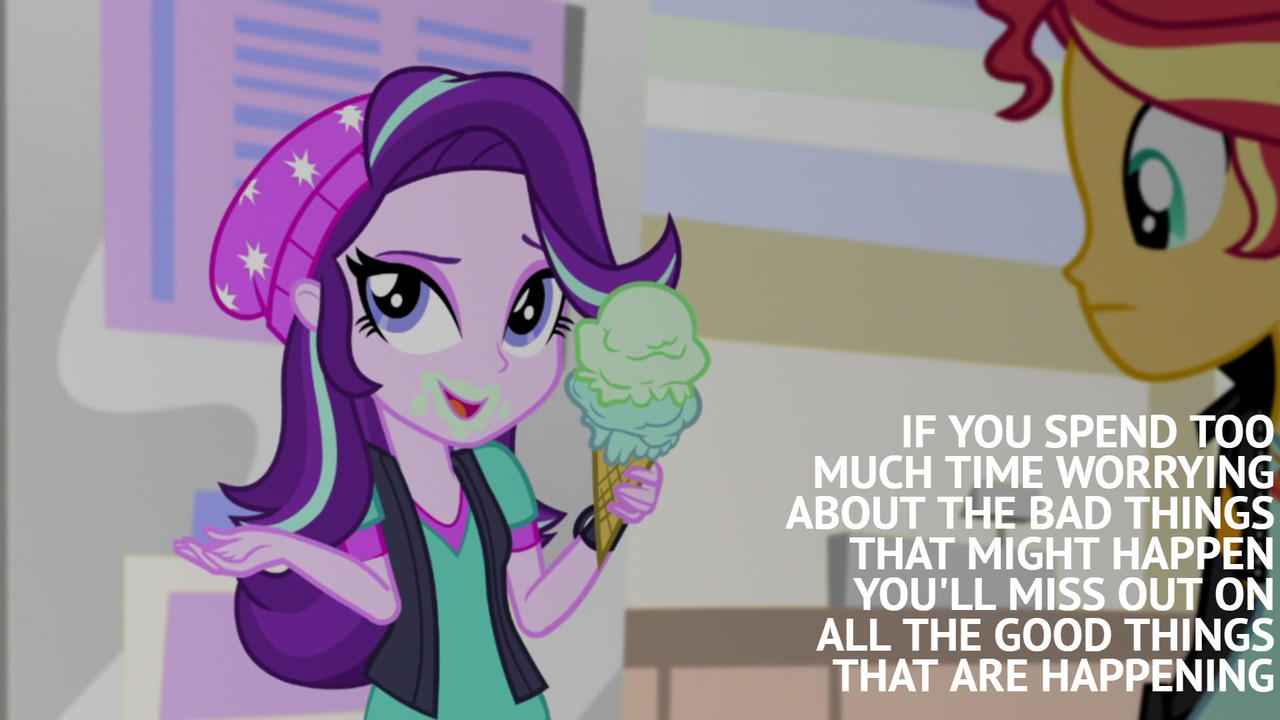 IF YOU SPEND TOO
MUCH TIME WORRYING
ABOUT THE BAD THINGS
THAT MIGHT HAPPEN
YOU'LL MISS OUT ON
ALL THE GOOD THINGS
THAT ARE HAPPENING